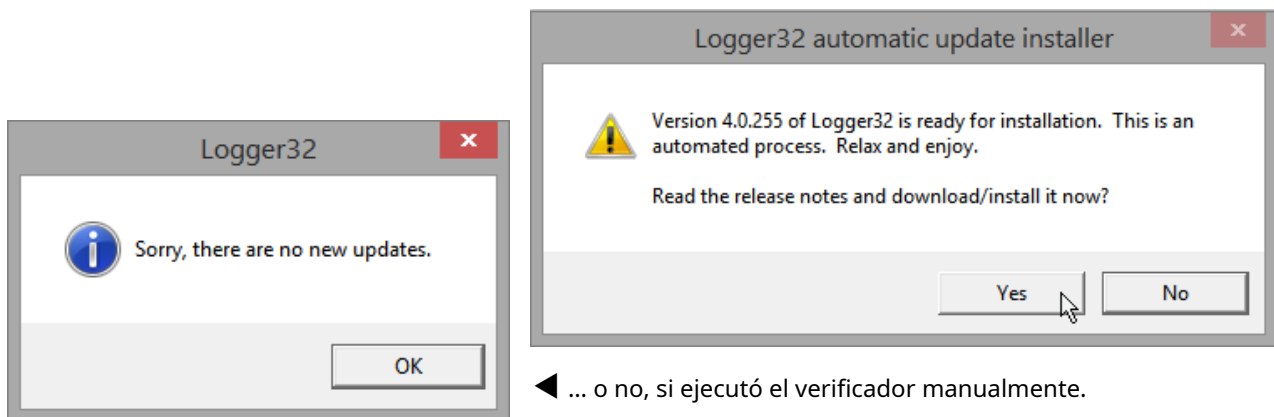 Logger32
Sorry, there are no new updates.
OK
Logger32 automatic update installer
Version 4.0.255 of Logger32 is ready for installation.  This is an
automated process.  Relax and enjoy.
Read the release notes and download/install it now?
Yes
No
◄ ... o no, si ejecutó el verificador manualmente.